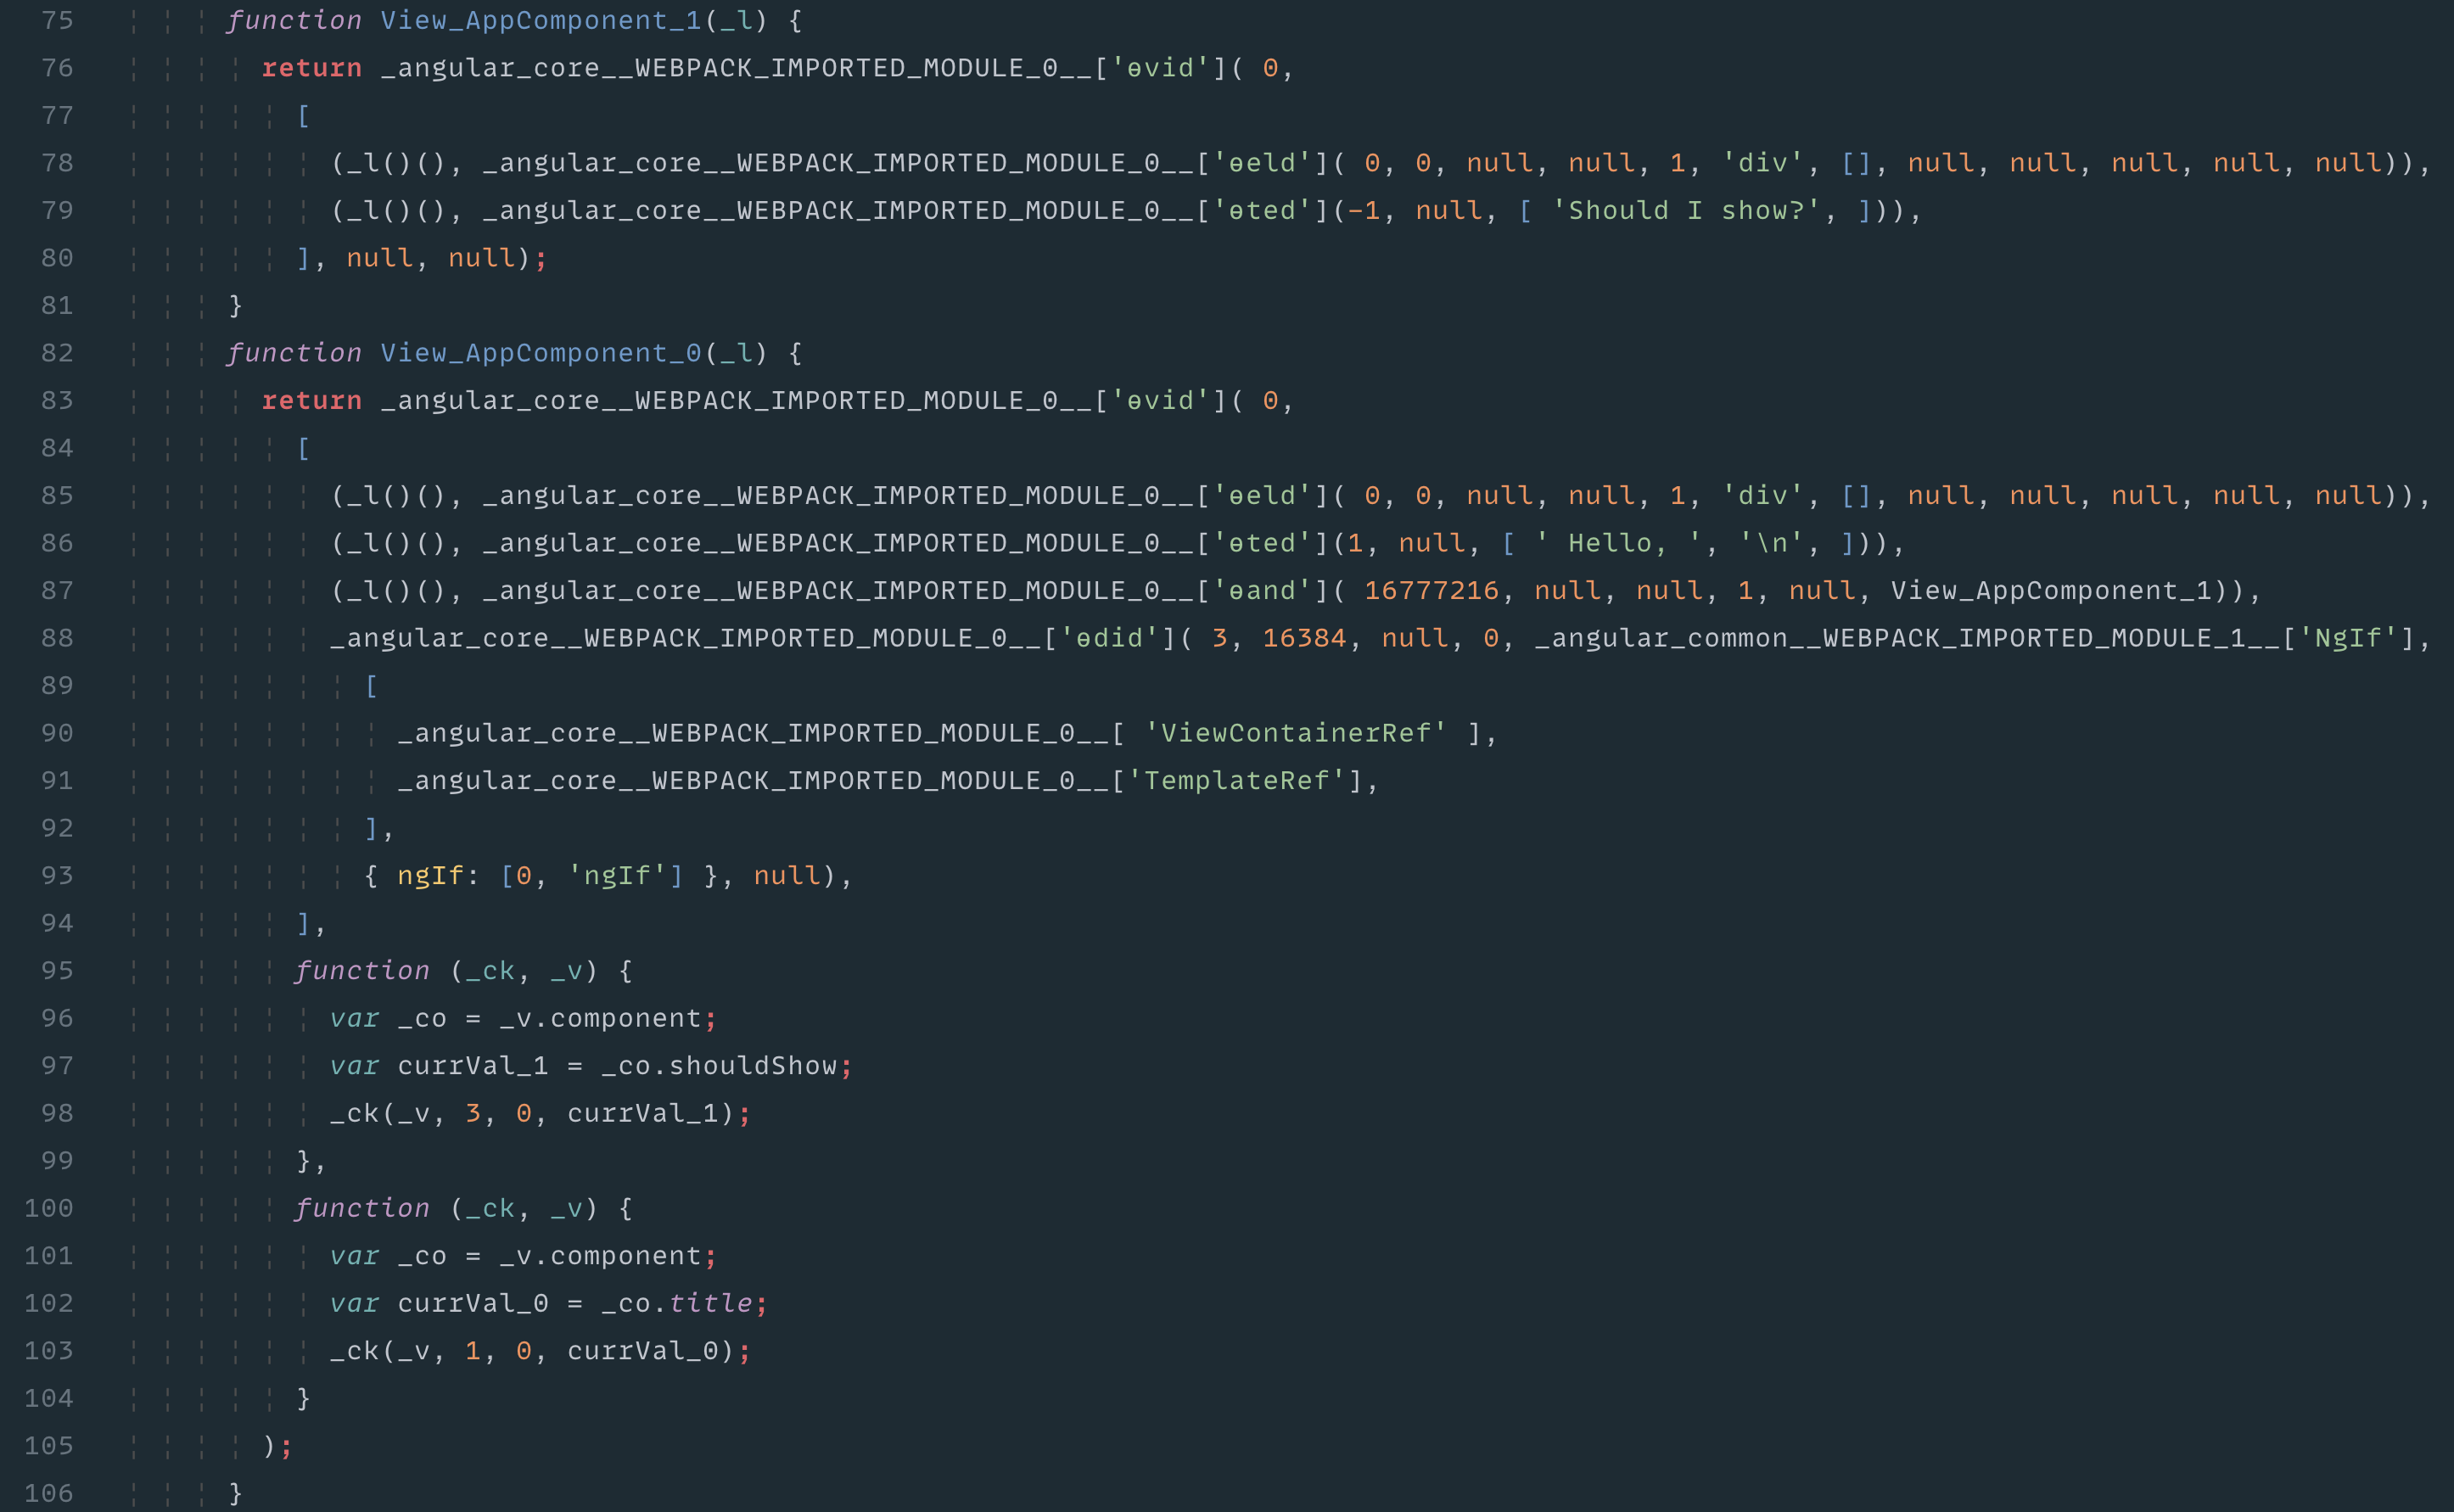 75 function View_AppComponent_1(_l) {
76 return _angular_core__WEBPACK_IMPORTED_MODULE_0__['ɵvid']( 0,
77 [
78 (_l()(), _angular_core__WEBPACK_IMPORTED_MODULE_0__['ɵeld']( 0, 0, null, null, 1, 'div', [], null, null, null, null, null)),
79 (_l()(), _angular_core__WEBPACK_IMPORTED_MODULE_0__['ɵted'](-1, null, [ 'Should I show?', ])),
80 ], null, null);
81 }
82 function View_AppComponent_0(_l) {
83 return _angular_core__WEBPACK_IMPORTED_MODULE_0__['ɵvid']( 0,
84 [
85 (_l()(), _angular_core__WEBPACK_IMPORTED_MODULE_0__['ɵeld']( 0, 0, null, null, 1, 'div', [], null, null, null, null, null)),
86 (_l()(), _angular_core__WEBPACK_IMPORTED_MODULE_0__['ɵted'](1, null, [ ' Hello, ', '\n', ])),
87 (_l()(), _angular_core__WEBPACK_IMPORTED_MODULE_0__['ɵand']( 16777216, null, null, 1, null, View_AppComponent_1)),
88 _angular_core__WEBPACK_IMPORTED_MODULE_0__['ɵdid']( 3, 16384, null, 0, _angular_common__WEBPACK_IMPORTED_MODULE_1__['NgIf'],
89 [
90 _angular_core__WEBPACK_IMPORTED_MODULE_0__[ 'ViewContainerRef' ],
91 _angular_core__WEBPACK_IMPORTED_MODULE_0__['TemplateRef'],
92 ],
93 { ngIf: [0, 'ngIf'] }, null),
94 ],
95 function (_ck, _v) {
96 var _co = _v.component;
97 var currVal_1 = _co.shouldShow;
98 _ck(_v, 3, 0, currVal_1);
99 },
100 function (_ck, _v) {
101 var _co = _v.component;
102 var currVal_0 = _co.title;
103 _ck(_v, 1, 0, currVal_0);
104 }
105 );
106 }